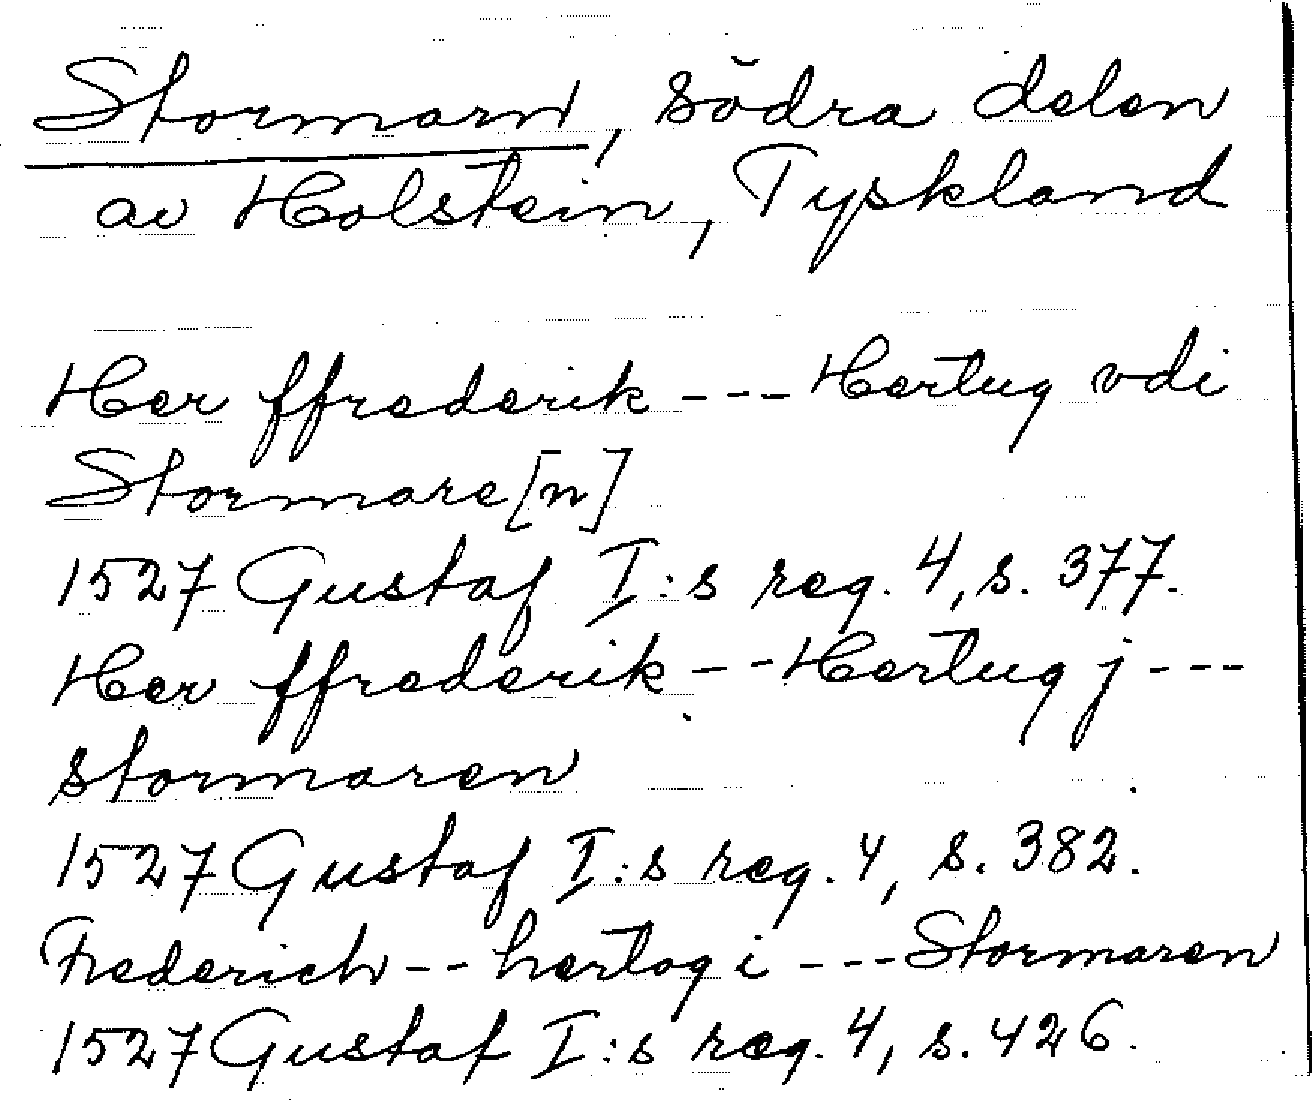 Stormarn, södra delen
av Holstein, Tyskland
Her ffrederik --- Hertug vdi
Stormare[n]
1527 Gustaf I:s reg. 4, s. 377.
Her ffrederik -- Hertug j ---
stormaren
1527 Gustaf I:s reg. 4, s. 382.
Frederich -- hertog i --- Stormaren
1527 Gustaf I:s reg. 4, s. 426.